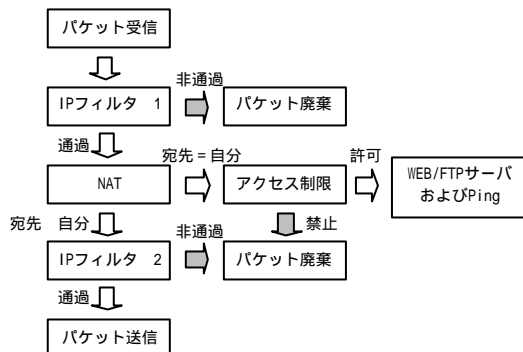 パケット受信
IPフィルタ 1
非通過
パケット廃棄
通過
宛先＝自分
NAT
アクセス制限
許可
WEB/FTPサーバ
およびPing
宛先 自分
禁止
非通過
IPフィルタ 2
パケット廃棄
通過
パケット送信